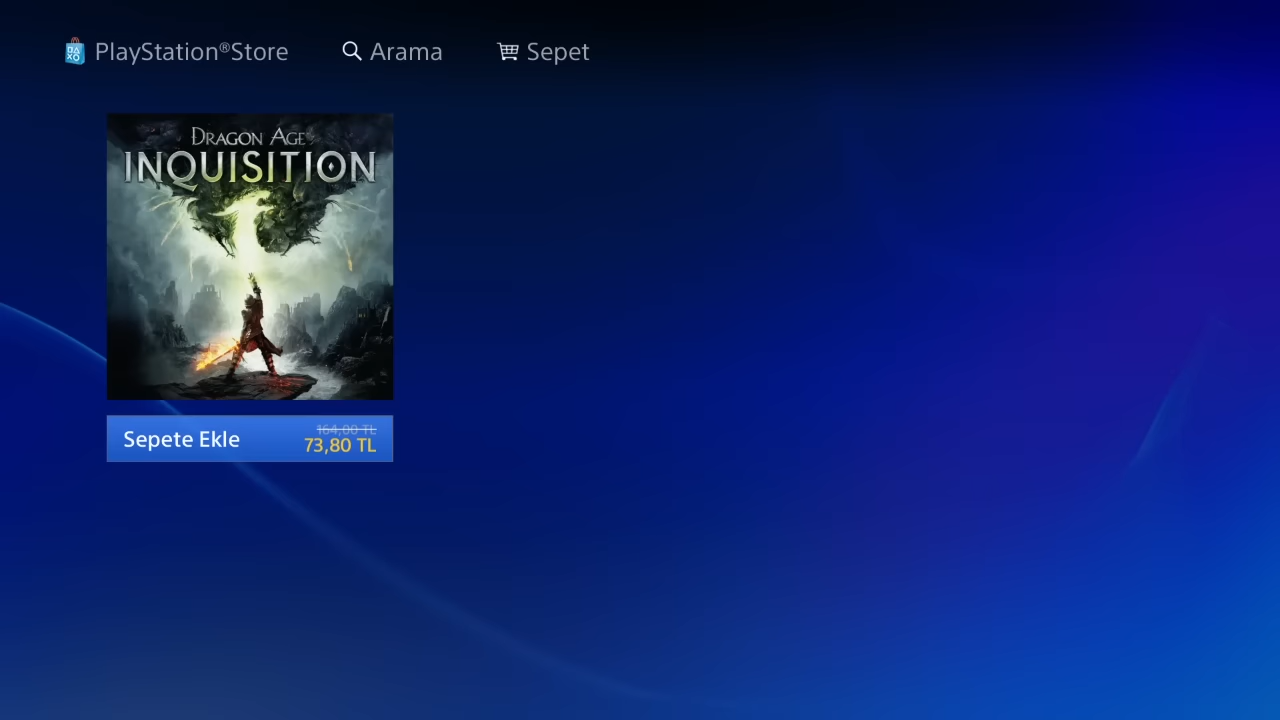 PlayStation®Store
Arama
Sepet
DRAGON AGE
INQUISITION
Sepete Ekle
164,00 TL
73,80 TL